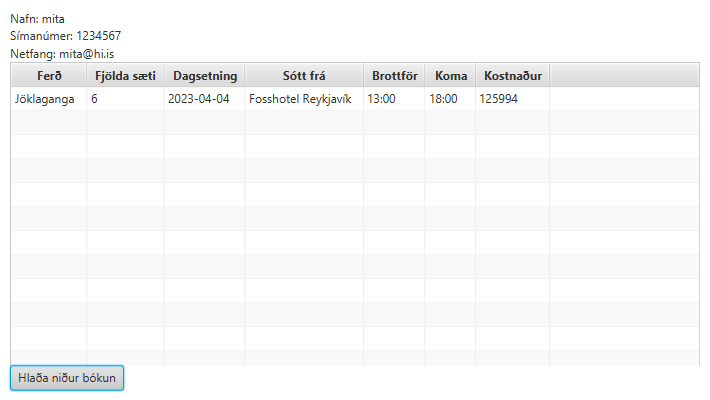 Nafn: mita
Símanúmer: 1234567
Netfang: mita@hi.is
Ferð Fjölda sæti Dagsetning Sótt frá Brottför Koma Kostnaður
Jöklaganga 6 2023-04-04 Fosshotel Reykjavík 13:00 18:00 125994
Hlaða niður bókun